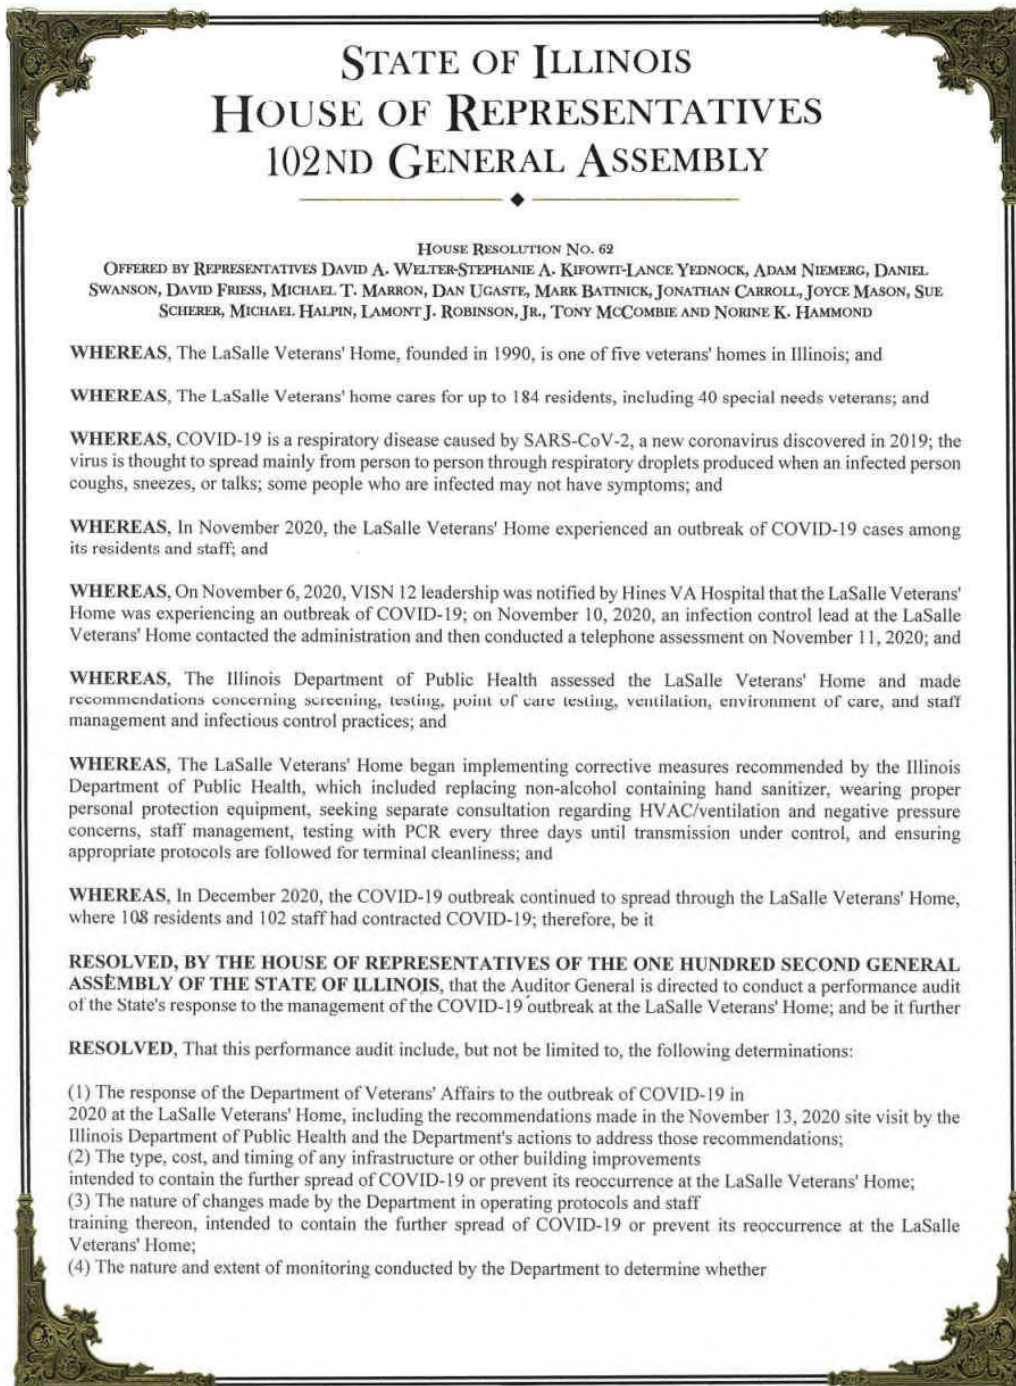 STATE OF ILLINOIS
HOUSE OF REPRESENTATIVES
102ND GENERAL ASSEMBLY
HOUSE RESOLUTION NO. 62
OFFERED BY REPRESENTATIVES DAVID A. WELTER-STEPHANIE A. KIFOWIT-LANCE YEDNOCK, ADAM NIEMERG, DANIEL
SWANSON, DAVID FRIESS, MICHAEL T. MARRON, DAN UGASTE, MARK BATINICK, JONATHAN CARROLL, JOYCE MASON, SUE
SCHERER, MICHAEL HALPIN, LAMONT J. ROBINSON, JR., TONY MCCOMBIE AND NORINE K. HAMMOND
WHEREAS, The LaSalle Veterans' Home, founded in 1990, is one of five veterans' homes in Illinois; and
WHEREAS, The LaSalle Veterans' home cares for up to 184 residents, including 40 special needs veterans; and
WHEREAS, COVID-19 is a respiratory disease caused by SARS-CoV-2, a new coronavirus discovered in 2019; the
virus is thought to spread mainly from person to person through respiratory droplets produced when an infected person
coughs, sneezes, or talks; some people who are infected may not have symptoms; and
WHEREAS, In November 2020, the LaSalle Veterans' Home experienced an outbreak of COVID-19 cases among
its residents and staff; and
WHEREAS, On November 6, 2020, VISN 12 leadership was notified by Hines VA Hospital that the LaSalle Veterans'
Home was experiencing an outbreak of COVID-19; on November 10, 2020, an infection control lead at the LaSalle
Veterans' Home contacted the administration and then conducted a telephone assessment on November 11, 2020; and
WHEREAS, The Illinois Department of Public Health assessed the LaSalle Veterans' Home and made
recommendations concerning screening, testing, point of care testing, ventilation, environment of care, and staff
management and infectious control practices; and
WHEREAS, The LaSalle Veterans' Home began implementing corrective measures recommended by the Illinois
Department of Public Health, which included replacing non-alcohol containing hand sanitizer, wearing proper
personal protection equipment, seeking separate consultation regarding HVAC/ventilation and negative pressure
concerns, staff management, testing with PCR every three days until transmission under control, and ensuring
appropriate protocols are followed for terminal cleanliness; and
WHEREAS, In December 2020, the COVID-19 outbreak continued to spread through the LaSalle Veterans' Home,
where 108 residents and 102 staff had contracted COVID-19; therefore, be it
RESOLVED, BY THE HOUSE OF REPRESENTATIVES OF THE ONE HUNDRED SECOND GENERAL
ASSEMBLY OF THE STATE OF ILLINOIS, that the Auditor General is directed to conduct a performance audit
of the State's response to the management of the COVID-19 outbreak at the LaSalle Veterans' Home; and be it further
RESOLVED, That this performance audit include, but not be limited to, the following determinations:
(1) The response of the Department of Veterans' Affairs to the outbreak of COVID-19 in
2020 at the LaSalle Veterans' Home, including the recommendations made in the November 13, 2020 site visit by the
Illinois Department of Public Health and the Department's actions to address those recommendations;
(2) The type, cost, and timing of any infrastructure or other building improvements
intended to contain the further spread of COVID-19 or prevent its reoccurrence at the LaSalle Veterans' Home;
(3) The nature of changes made by the Department in operating protocols and staff
training thereon, intended to contain the further spread of COVID-19 or prevent its reoccurrence at the LaSalle
Veterans' Home;
(4) The nature and extent of monitoring conducted by the Department to determine whether